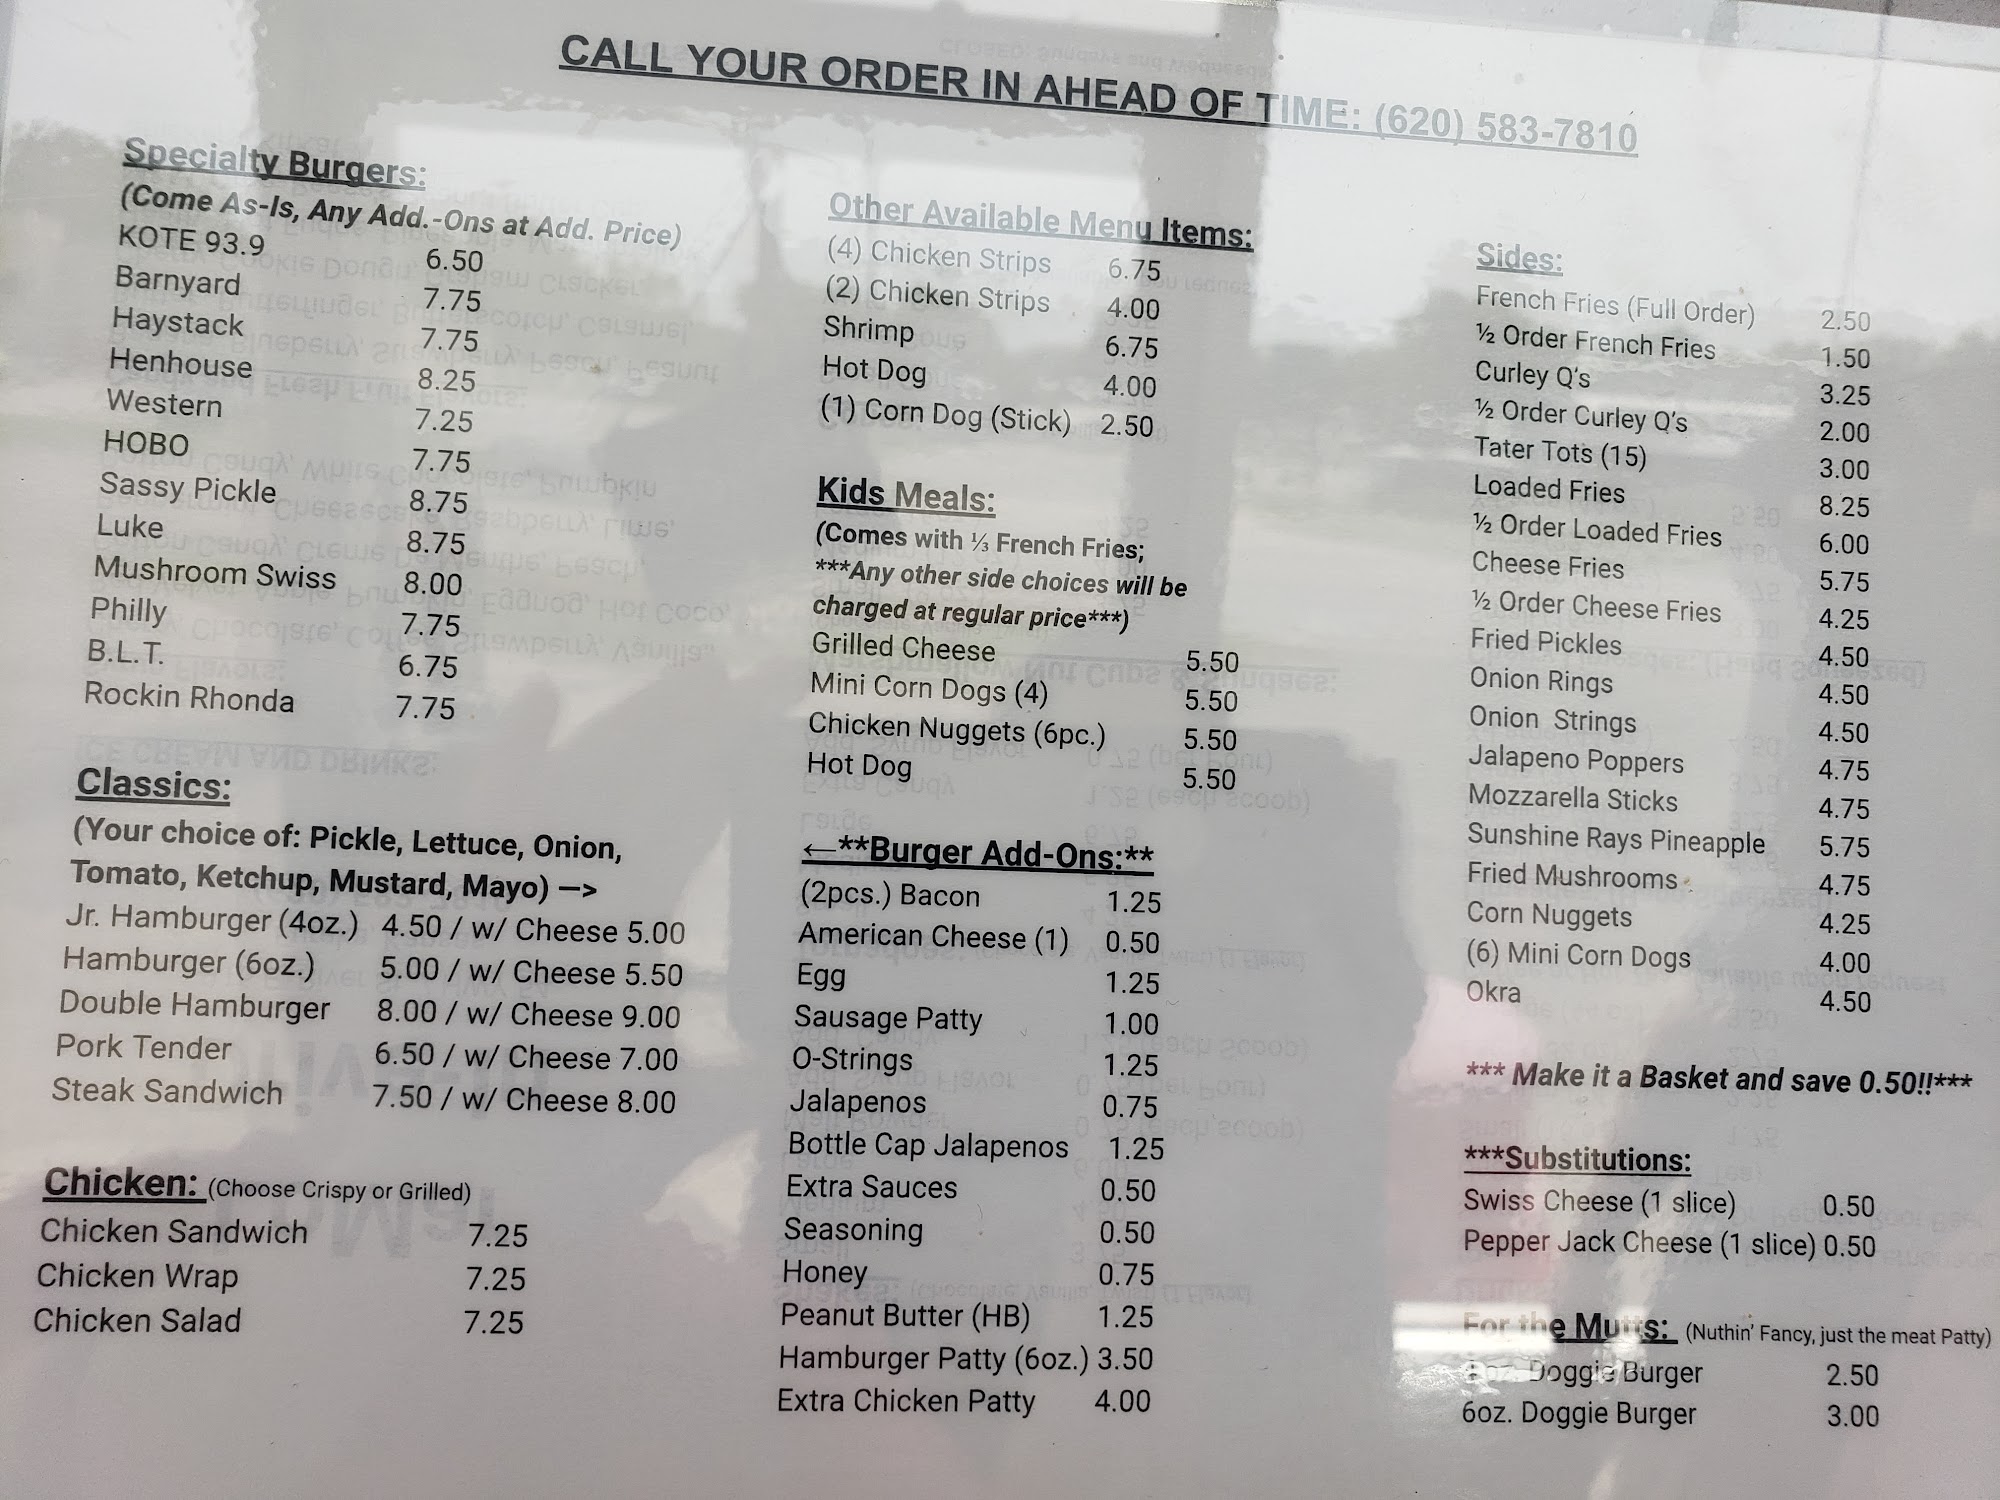 CALL YOUR ORDER IN AHEAD OF TIME: (620) 583-7810
Specialty Burgers:
(Come As-Is, Any Add.-Ons at Add. Price)
KOTE 93.9 6.50
Barnyard 7.75
Haystack 7.75
Henhouse 8.25
Western 7.25
HOBO 7.75
Sassy Pickle 8.75
Luke 8.75
Mushroom Swiss 8.00
Philly 7.75
B.L.T. 6.75
Rockin Rhonda 7.75
Classics:
(Your choice of: Pickle, Lettuce, Onion,
Tomato, Ketchup, Mustard, Mayo) —>
Jr. Hamburger (4oz.) 4.50 / w/ Cheese 5.00
Hamburger (6oz.) 5.00 / w/ Cheese 5.50
Double Hamburger 8.00 / w/ Cheese 9.00
Pork Tender 6.50 / w/ Cheese 7.00
Steak Sandwich 7.50 / w/ Cheese 8.00
Chicken: (Choose Crispy or Grilled)
Chicken Sandwich 7.25
Chicken Wrap 7.25
Chicken Salad 7.25
Other Available Menu Items:
(4) Chicken Strips 6.75
(2) Chicken Strips 4.00
Shrimp 6.75
Hot Dog 4.00
(1) Corn Dog (Stick) 2.50
Kids Meals:
(Comes with ⅓ French Fries;
***Any other side choices will be
charged at regular price***)
Grilled Cheese 5.50
Mini Corn Dogs (4) 5.50
Chicken Nuggets (6pc.) 5.50
Hot Dog 5.50
←**Burger Add-Ons:**
(2pcs.) Bacon 1.25
American Cheese (1) 0.50
Egg 1.25
Sausage Patty 1.00
O-Strings 1.25
Jalapenos 0.75
Bottle Cap Jalapenos 1.25
Extra Sauces 0.50
Seasoning 0.50
Honey 0.75
Peanut Butter (HB) 1.25
Hamburger Patty (6oz.) 3.50
Extra Chicken Patty 4.00
Sides:
French Fries (Full Order) 2.50
½ Order French Fries 1.50
Curley Q's 3.25
½ Order Curley Q's 2.00
Tater Tots (15) 3.00
Loaded Fries 8.25
½ Order Loaded Fries 6.00
Cheese Fries 5.75
½ Order Cheese Fries 4.25
Fried Pickles 4.50
Onion Rings 4.50
Onion Strings 4.50
Jalapeno Poppers 4.75
Mozzarella Sticks 4.75
Sunshine Rays Pineapple 5.75
Fried Mushrooms 4.75
Corn Nuggets 4.25
(6) Mini Corn Dogs 4.00
Okra 4.50
*** Make it a Basket and save 0.50!!***
***Substitutions:
Swiss Cheese (1 slice) 0.50
Pepper Jack Cheese (1 slice) 0.50
For the Mutts: (Nuthin' Fancy, just the meat Patty)
Doggie Burger 2.50
6oz. Doggie Burger 3.00